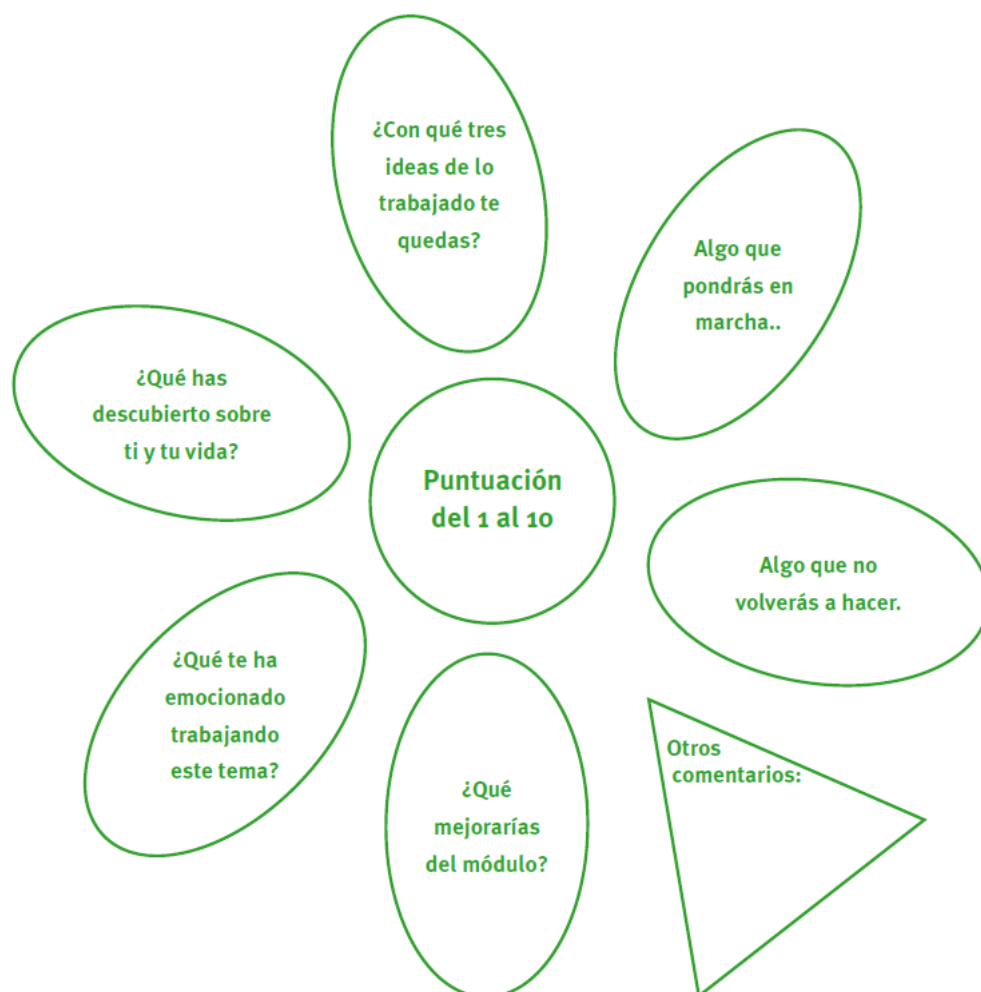 ¿Con qué tres
ideas de lo
trabajado te
quedas?
Algo que
pondrás en
marcha..
¿Qué has
descubierto sobre
ti y tu vida?
Puntuación
del 1 al 10
Algo que no
volverás a hacer.
¿Qué te ha
emocionado
trabajando
este tema?
¿Qué
mejorarías
del módulo?
Otros
comentarios: